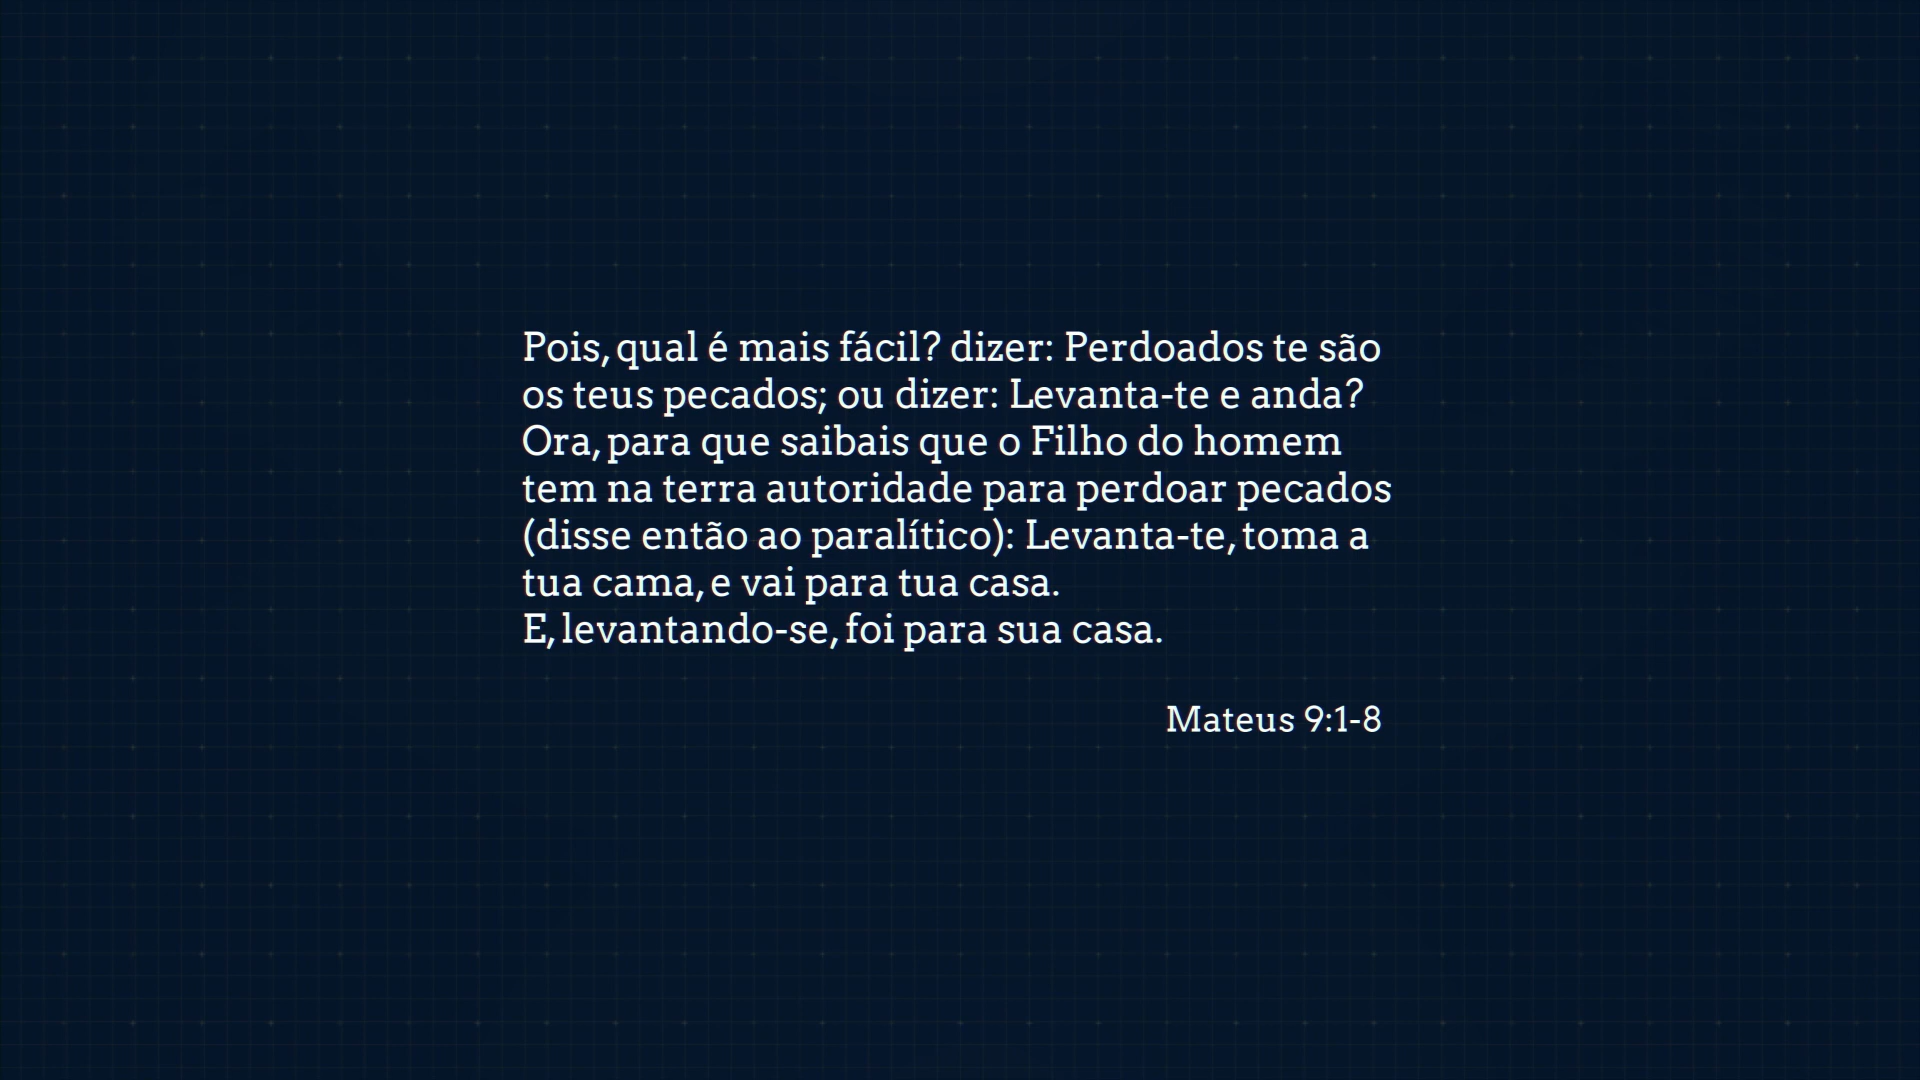 Pois, qual é mais fácil? dizer: Perdoados te são
os teus pecados; ou dizer: Levanta-te e anda?
Ora, para que saibais que o Filho do homem
tem na terra autoridade para perdoar pecados
(disse então ao paralítico): Levanta-te, toma a
tua cama, e vai para tua casa.
E, levantando-se, foi para sua casa.
Mateus 9:1-8